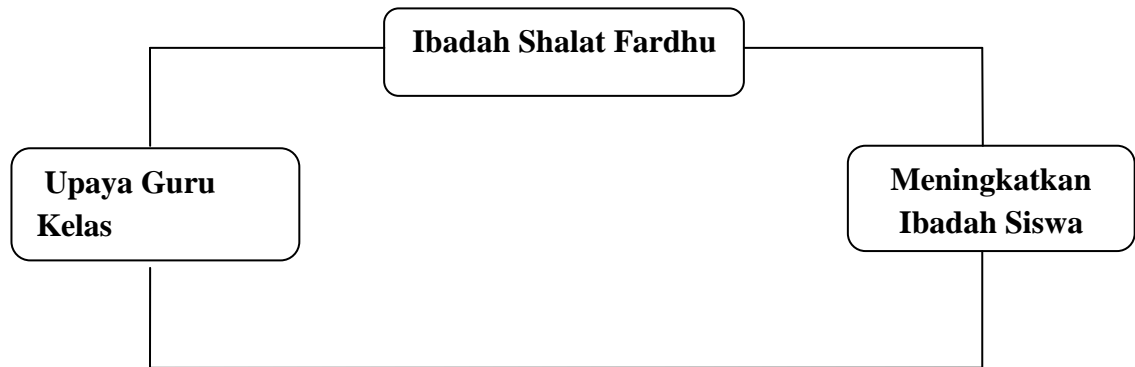 Ibadah Shalat Fardhu
Upaya Guru
Kelas
Meningkatkan
Ibadah Siswa